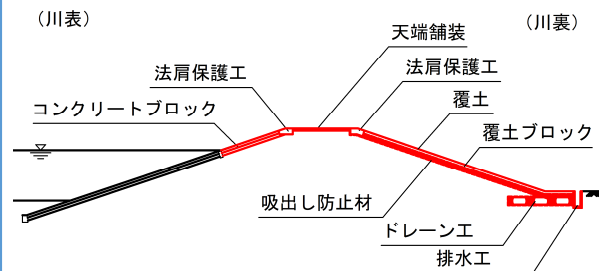 (川表)
(川裏)
天端舗装
法肩保護工
法肩保護工
コンクリートブロック
覆土
覆土ブロック
吸出し防止材
ドレーン工
排水工